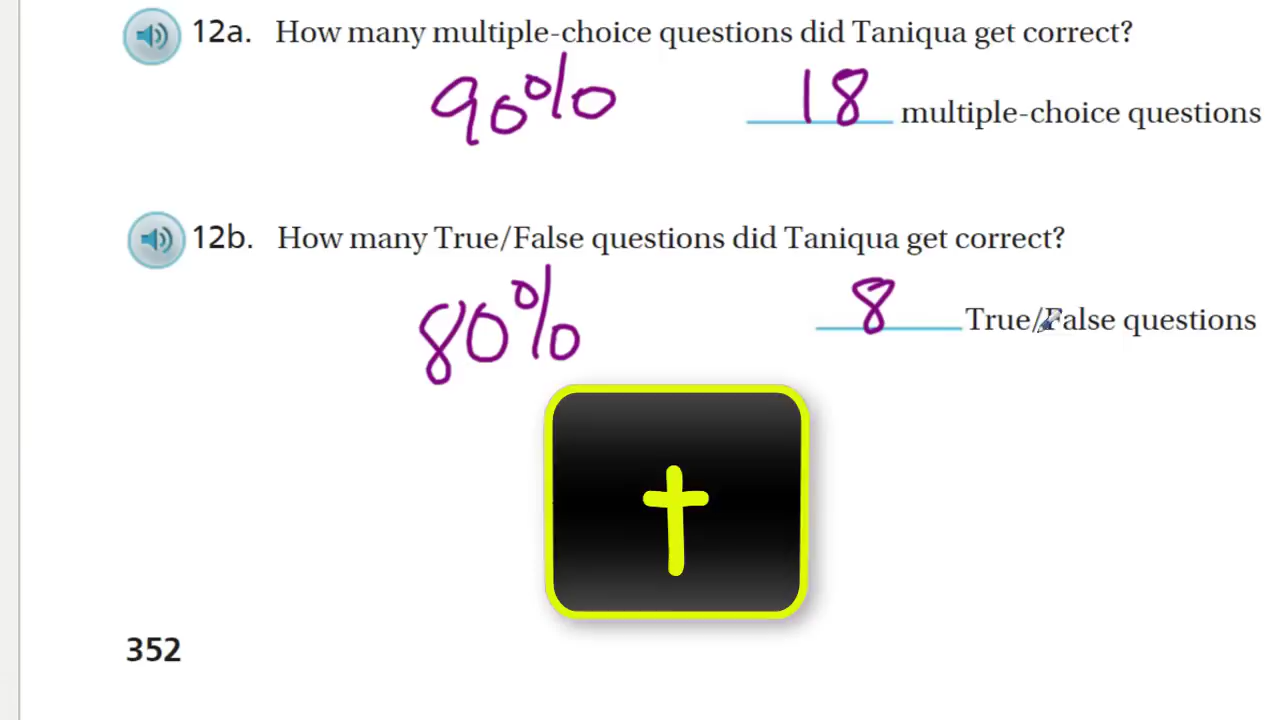 12a. How many multiple-choice questions did Taniqua get correct?
90% 18 multiple-choice questions
12b. How many True/False questions did Taniqua get correct?
80% 8 True/False questions
352